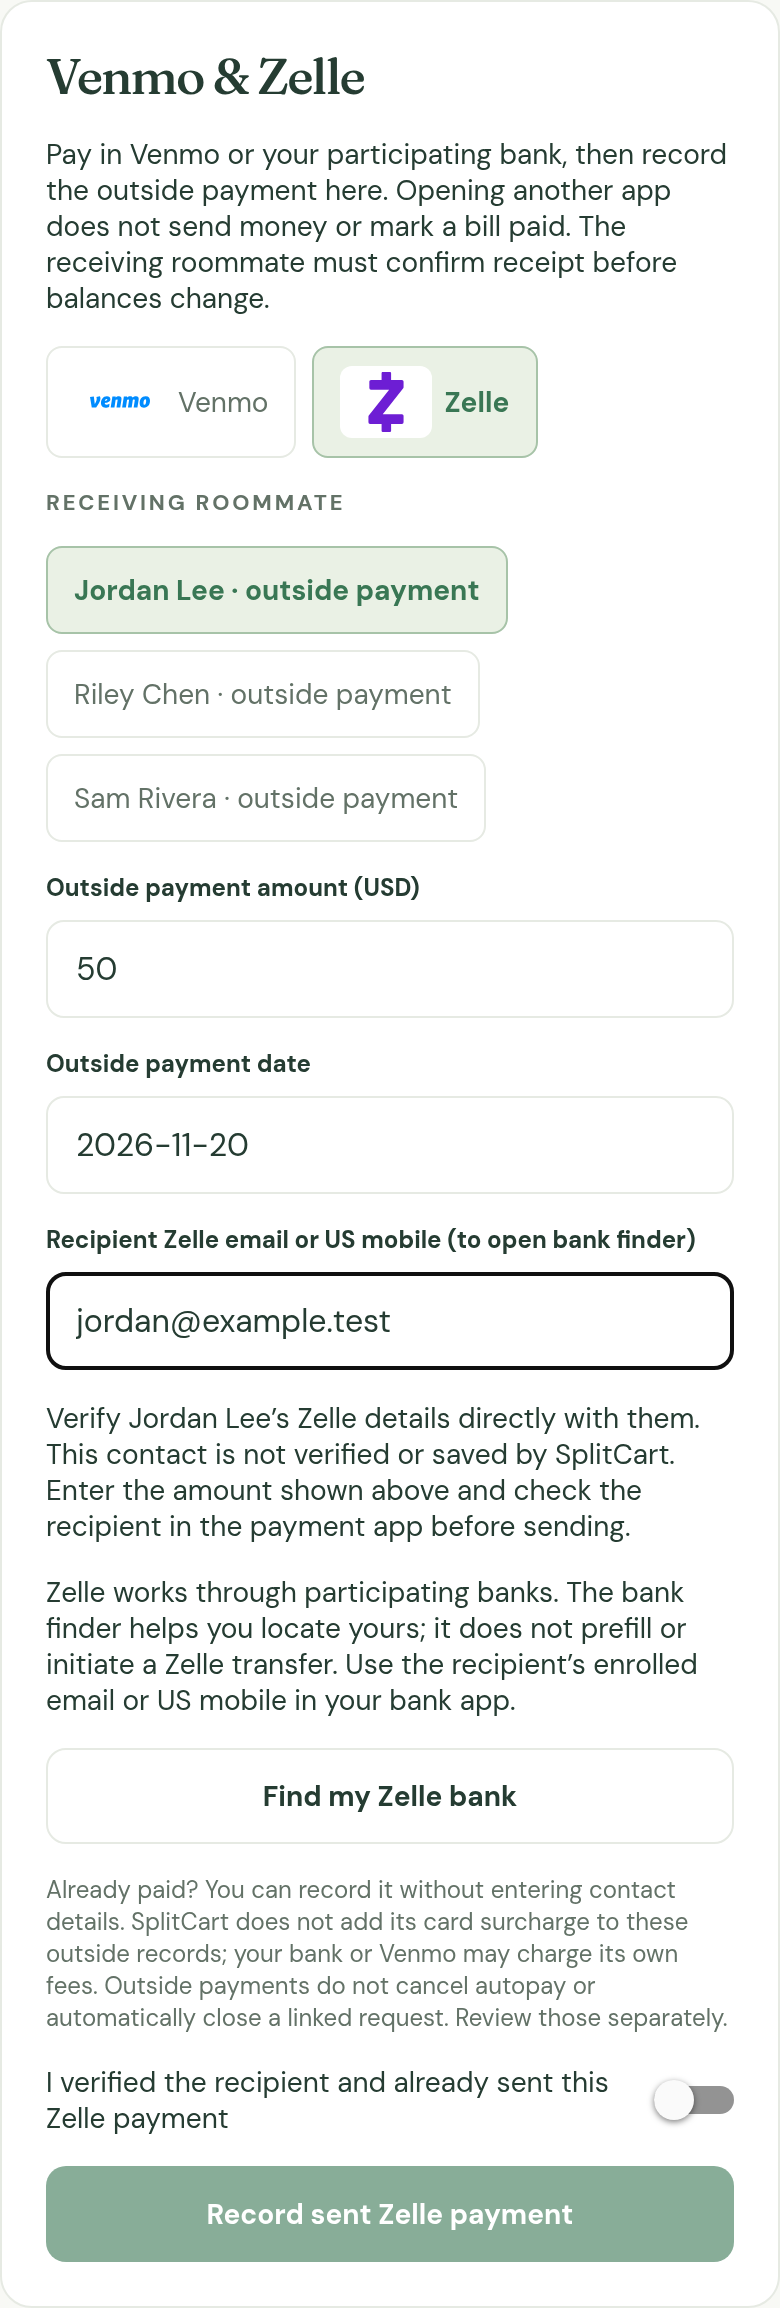 Venmo & Zelle
Pay in Venmo or your participating bank, then record
the outside payment here. Opening another app
does not send money or mark a bill paid. The
receiving roommate must confirm receipt before
balances change.
venmo Venmo
Zelle
RECEIVING ROOMMATE
Jordan Lee · outside payment
Riley Chen · outside payment
Sam Rivera · outside payment
Outside payment amount (USD)
50
Outside payment date
2026-11-20
Recipient Zelle email or US mobile (to open bank finder)
jordan@example.test
Verify Jordan Lee’s Zelle details directly with them.
This contact is not verified or saved by SplitCart.
Enter the amount shown above and check the
recipient in the payment app before sending.
Zelle works through participating banks. The bank
finder helps you locate yours; it does not prefill or
initiate a Zelle transfer. Use the recipient’s enrolled
email or US mobile in your bank app.
Find my Zelle bank
Already paid? You can record it without entering contact
details. SplitCart does not add its card surcharge to these
outside records; your bank or Venmo may charge its own
fees. Outside payments do not cancel autopay or
automatically close a linked request. Review those separately.
I verified the recipient and already sent this
Zelle payment
Record sent Zelle payment